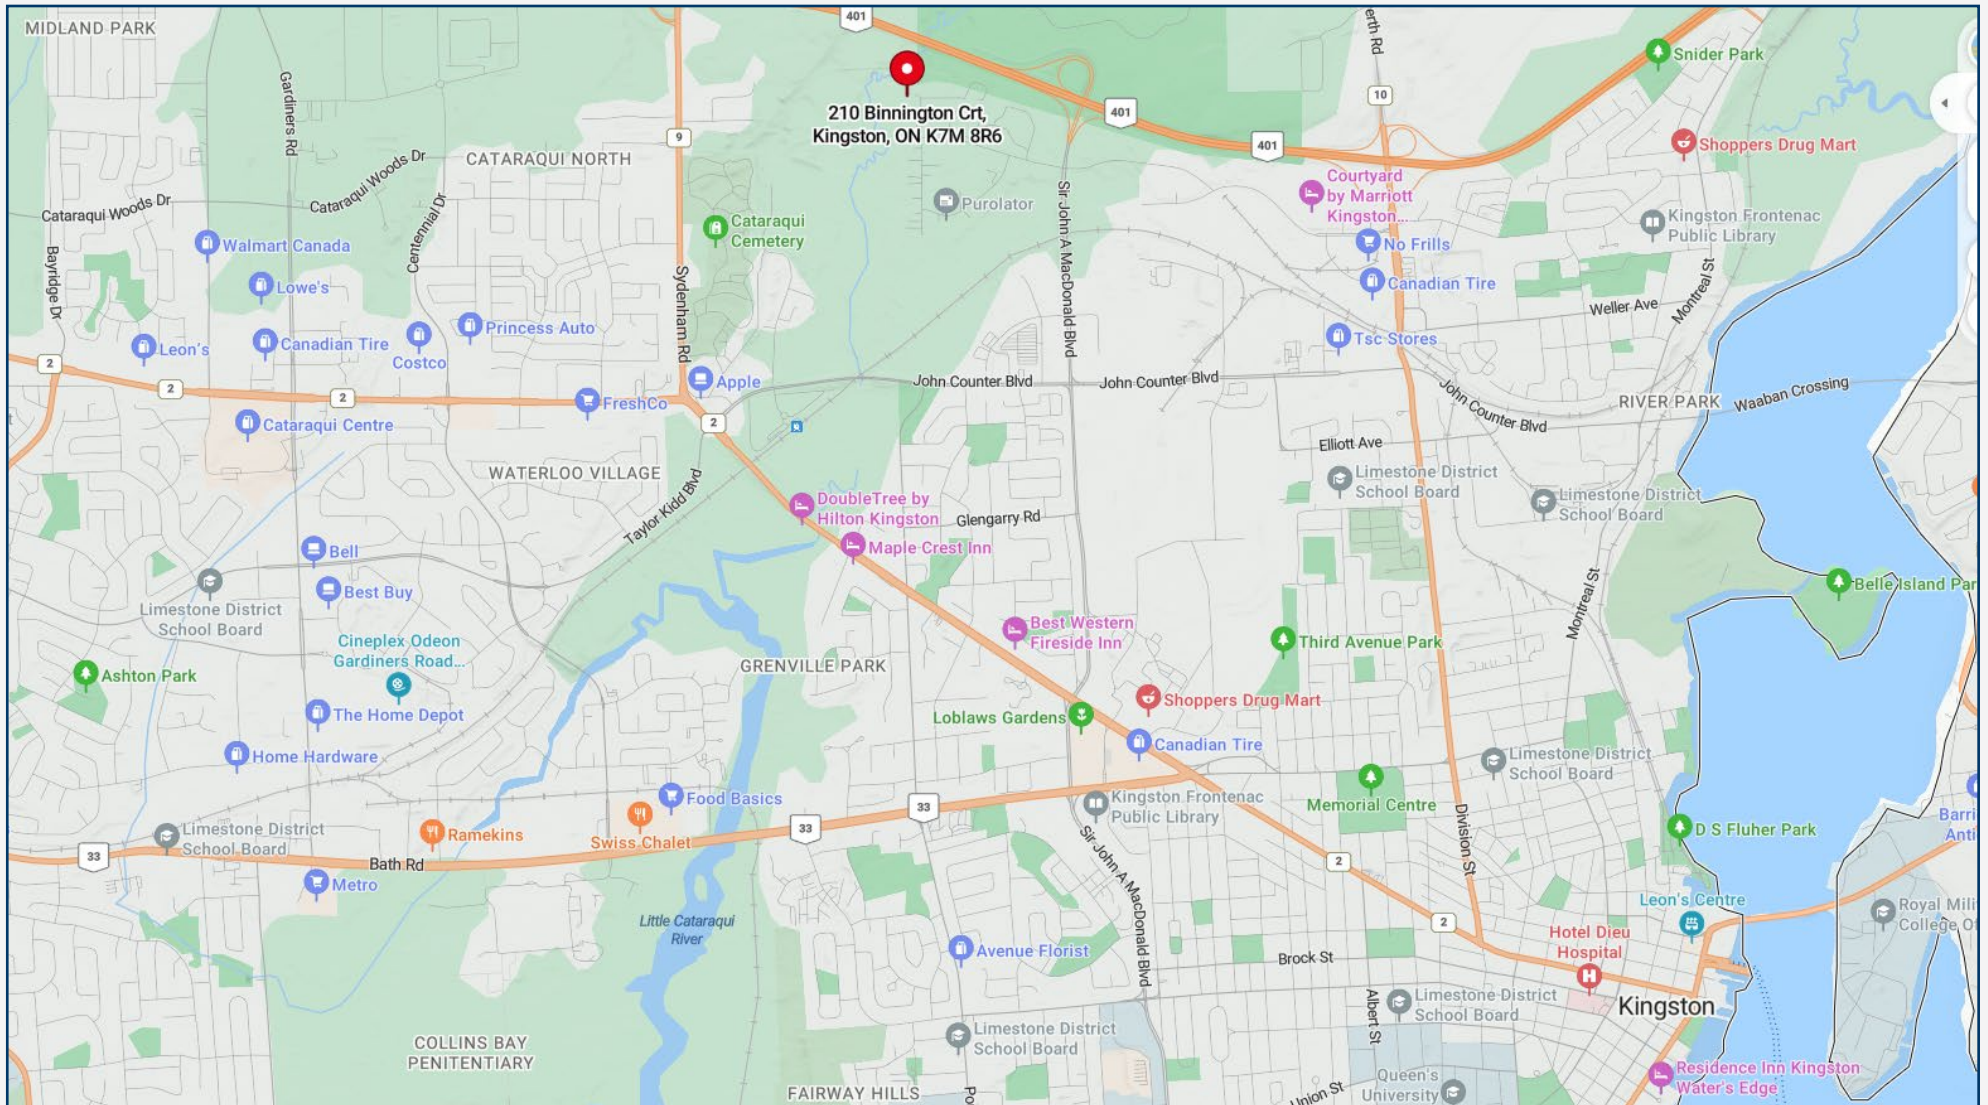 MIDLAND PARK
401
erth Rd
Snider Park
210 Binnington Crt,
Kingston, ON K7M 8R6
Gardiners Rd
10
401
9
401
Shoppers Drug Mart
CATARAQUI NORTH
Cataraqui Woods Dr
Cataraqui Woods Dr
Centennial Dr
Purolator
Sir John A MacDonald Blvd
Courtyard
by Marriott
Kingston...
Kingston Frontenac
Public Library
Cataraqui
Cemetery
Walmart Canada
No Frills
Bayridge Dr
Lowe's
Canadian Tire
Sydenham Rd
Weller Ave
Montreal St
Princess Auto
Leon's
Canadian Tire
Costco
Tsc Stores
2
2
2
Apple
John Counter Blvd
John Counter Blvd
John Counter Blvd
FreshCo
RIVER PARK
Waaban Crossing
2
Cataraqui Centre
Elliott Ave
WATERLOO VILLAGE
Taylor Kidd Blvd
Limestone District
School Board
Limestone District
School Board
DoubleTree by
Hilton Kingston
Glengarry Rd
Maple Crest Inn
Bell
Best Buy
Limestone District
School Board
Belle Island Par
Montreal St
Best Western
Fireside Inn
Cineplex Odeon
Gardiners Road...
Third Avenue Park
GRENVILLE PARK
Ashton Park
Shoppers Drug Mart
The Home Depot
Loblaws Gardens
Canadian Tire
Home Hardware
Limestone District
School Board
Food Basics
33
Kingston Frontenac
Public Library
Memorial Centre
Division St
Barri
Anti
Limestone District
School Board
Ramekins
Swiss Chalet
33
D S Fluher Park
33
Bath Rd
2
Metro
Sir John A MacDonald Blvd
Little Cataraqui
River
2
Leon's Centre
Royal Mili
College O
Hotel Dieu
Hospital
Avenue Florist
Brock St
Albert St
Limestone District
School Board
Kingston
Limestone District
School Board
COLLINS BAY
PENITENTIARY
Residence Inn Kingston
Water's Edge
Queen's
University
FAIRWAY HILLS
Po
Union St